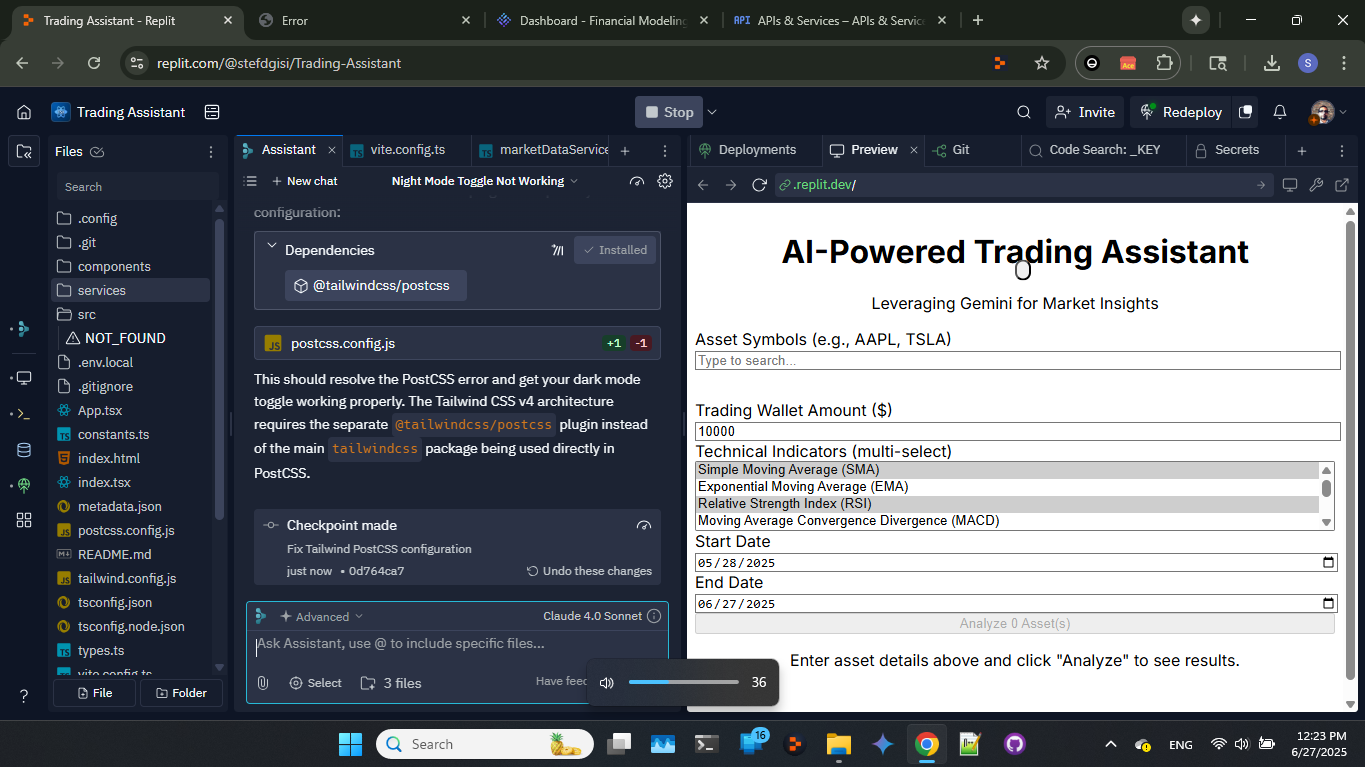 Trading Assistant - Replit
Error
Dashboard - Financial Modeling
API APIs & Services – APIs & Service
replit.com/@stefdgisi/Trading-Assistant
Ace
S
Trading Assistant
Stop
Invite
Redeploy
Files
Assistant
vite.config.ts
marketDataService
Deployments
Preview
Git
Code Search: _KEY
Secrets
Search
New chat
Night Mode Toggle Not Working
.replit.dev/
.config
.git
components
services
src
NOT_FOUND
.env.local
.gitignore
App.tsx
constants.ts
index.html
index.tsx
metadata.json
postcss.config.js
README.md
tailwind.config.js
tsconfig.json
tsconfig.node.json
types.ts
vite.config.ts
File
Folder
configuration:
Dependencies
Installed
@tailwindcss/postcss
JS postcss.config.js +1 -1
This should resolve the PostCSS error and get your dark mode
toggle working properly. The Tailwind CSS v4 architecture
requires the separate @tailwindcss/postcss plugin instead
of the main tailwindcss package being used directly in
PostCSS.
Checkpoint made
Fix Tailwind PostCSS configuration
just now • 0d764ca7
Undo these changes
Advanced
Claude 4.0 Sonnet
Ask Assistant, use @ to include specific files...
Select
3 files
Have feed
36
AI-Powered Trading Assistant
Leveraging Gemini for Market Insights
Asset Symbols (e.g., AAPL, TSLA)
Type to search...
Trading Wallet Amount ($)
10000
Technical Indicators (multi-select)
Simple Moving Average (SMA)
Exponential Moving Average (EMA)
Relative Strength Index (RSI)
Moving Average Convergence Divergence (MACD)
Start Date
05/28/2025
End Date
06/27/2025
Analyze 0 Asset(s)
Enter asset details above and click "Analyze" to see results.
Search
16
ENG
12:23 PM
6/27/2025